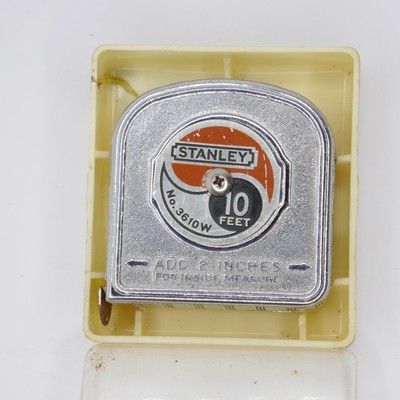 STANLEY
No. 3610W
10
FEET
ADD 2 INCHES
FOR INSIDE MEASURE